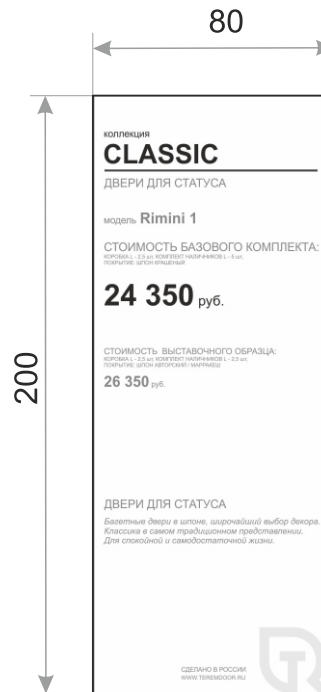 80
200
коллекция
CLASSIC
ДВЕРИ ДЛЯ СТАТУСА
модель Rimini 1
СТОИМОСТЬ БАЗОВОГО КОМПЛЕКТА:
КОРОБКА L - 2,5 шт, КОМПЛЕКТ НАЛИЧНИКОВ L - 5 шт,
ПОКРЫТИЕ: ШПОН КРАШЕНЫЙ
24 350 руб.
СТОИМОСТЬ ВЫСТАВОЧНОГО ОБРАЗЦА:
КОРОБКА L - 2,5 шт, КОМПЛЕКТ НАЛИЧНИКОВ L - 2,5 шт,
ПОКРЫТИЕ: ШПОН АВТОРСКИЙ / МАРРАКЕШ
26 350 руб.
ДВЕРИ ДЛЯ СТАТУСА
Багетные двери в шпоне, широчайший выбор декора.
Классика в самом традиционном представлении.
Для спокойной и самодостаточной жизни.
СДЕЛАНО В РОССИИ
WWW.TEREMDOOR.RU